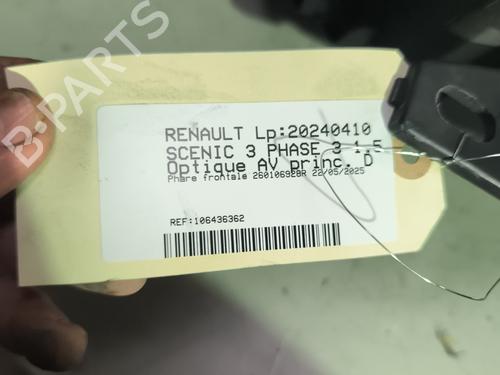 B-PARTS
RENAULT Lp:20240410
SCENIC 3 PHASE 3 1.5
Optique AV princ. D
Phare frontale 260106928R 22/05/2025
REF:106436362